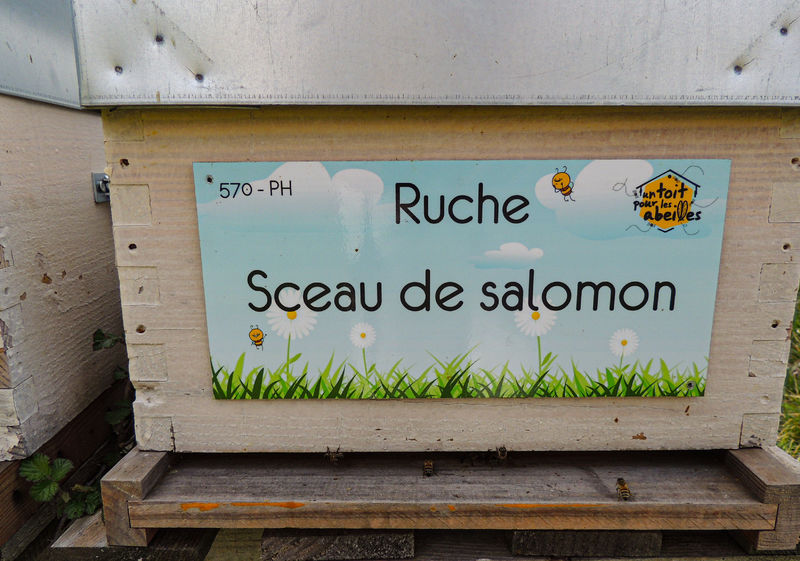 570 - PH
Ruche
un toit
pour les
abeilles
Sceau de salomon